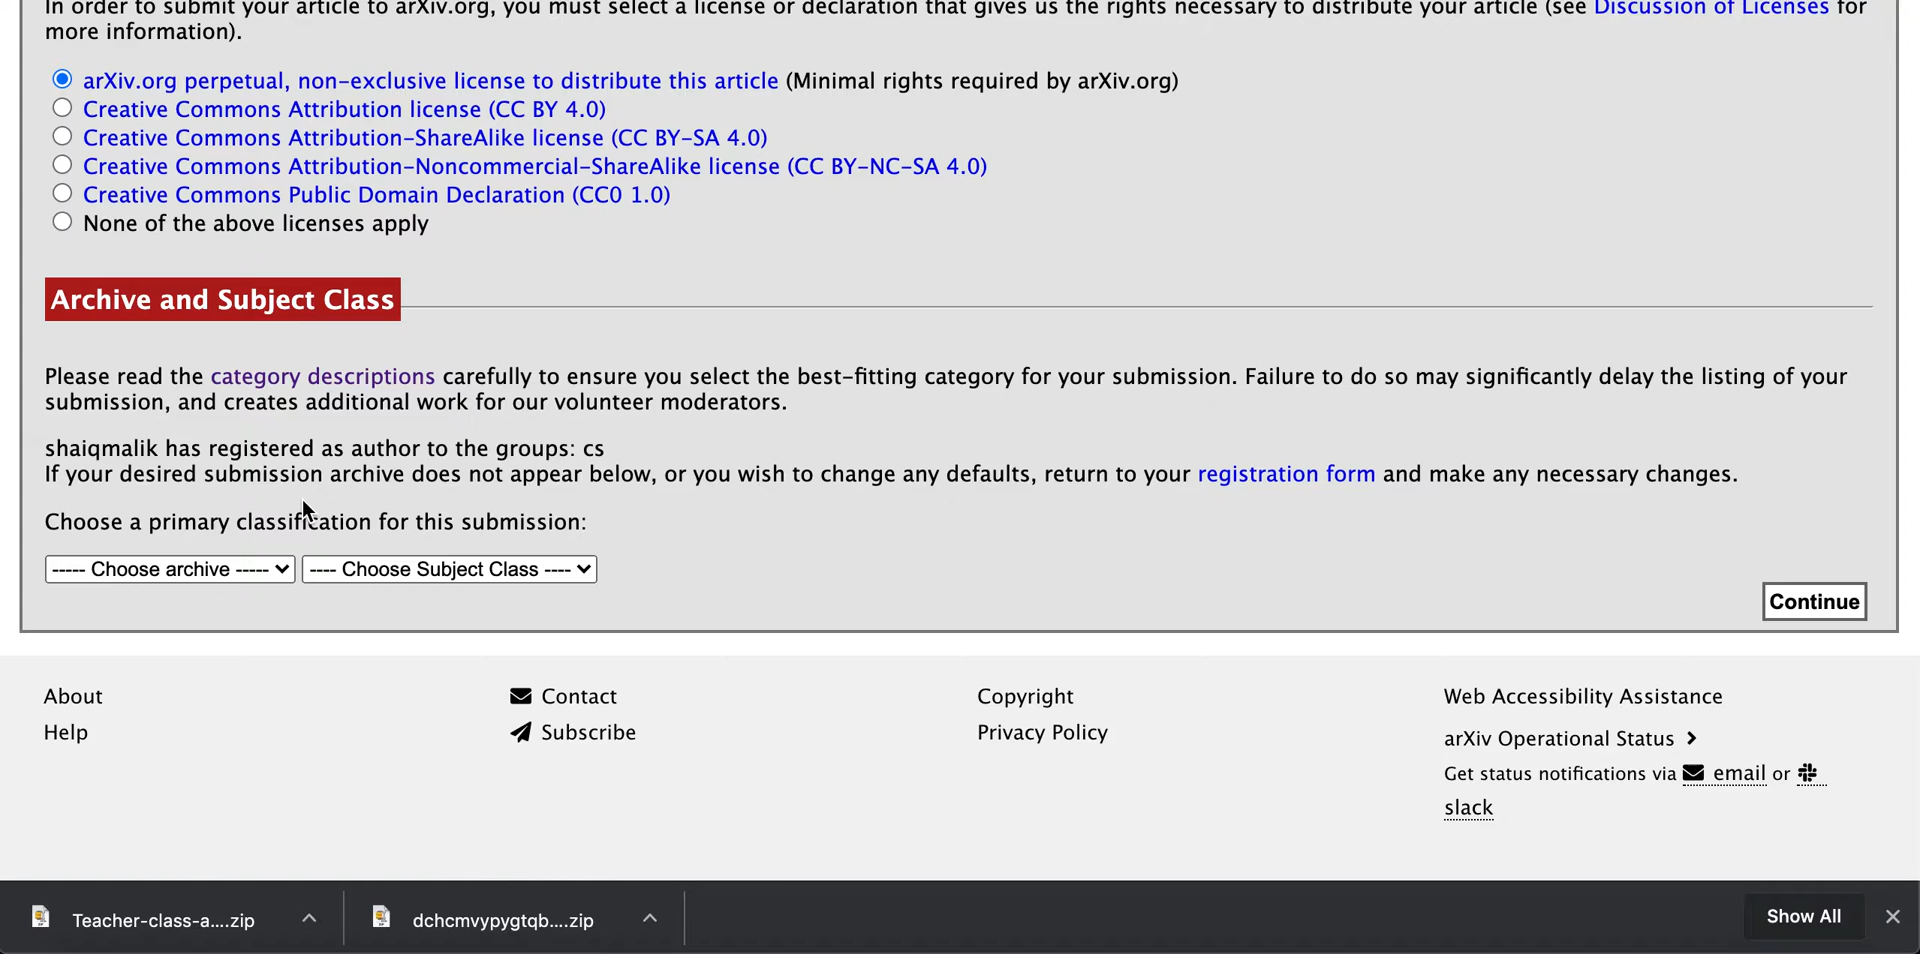 In order to submit your article to arXiv.org, you must select a license or declaration that gives us the rights necessary to distribute your article (see Discussion of Licenses for
more information).
arXiv.org perpetual, non-exclusive license to distribute this article (Minimal rights required by arXiv.org)
Creative Commons Attribution license (CC BY 4.0)
Creative Commons Attribution-ShareAlike license (CC BY-SA 4.0)
Creative Commons Attribution-Noncommercial-ShareAlike license (CC BY-NC-SA 4.0)
Creative Commons Public Domain Declaration (CC0 1.0)
None of the above licenses apply
Archive and Subject Class
Please read the category descriptions carefully to ensure you select the best-fitting category for your submission. Failure to do so may significantly delay the listing of your
submission, and creates additional work for our volunteer moderators.
shaiqmalik has registered as author to the groups: cs
If your desired submission archive does not appear below, or you wish to change any defaults, return to your registration form and make any necessary changes.
Choose a primary classification for this submission:
----- Choose archive ----- ---- Choose Subject Class ----
Continue
About
Help
Contact
Subscribe
Copyright
Privacy Policy
Web Accessibility Assistance
arXiv Operational Status
Get status notifications via email or
slack
Teacher-class-a....zip
dchcmvypygtqb....zip
Show All